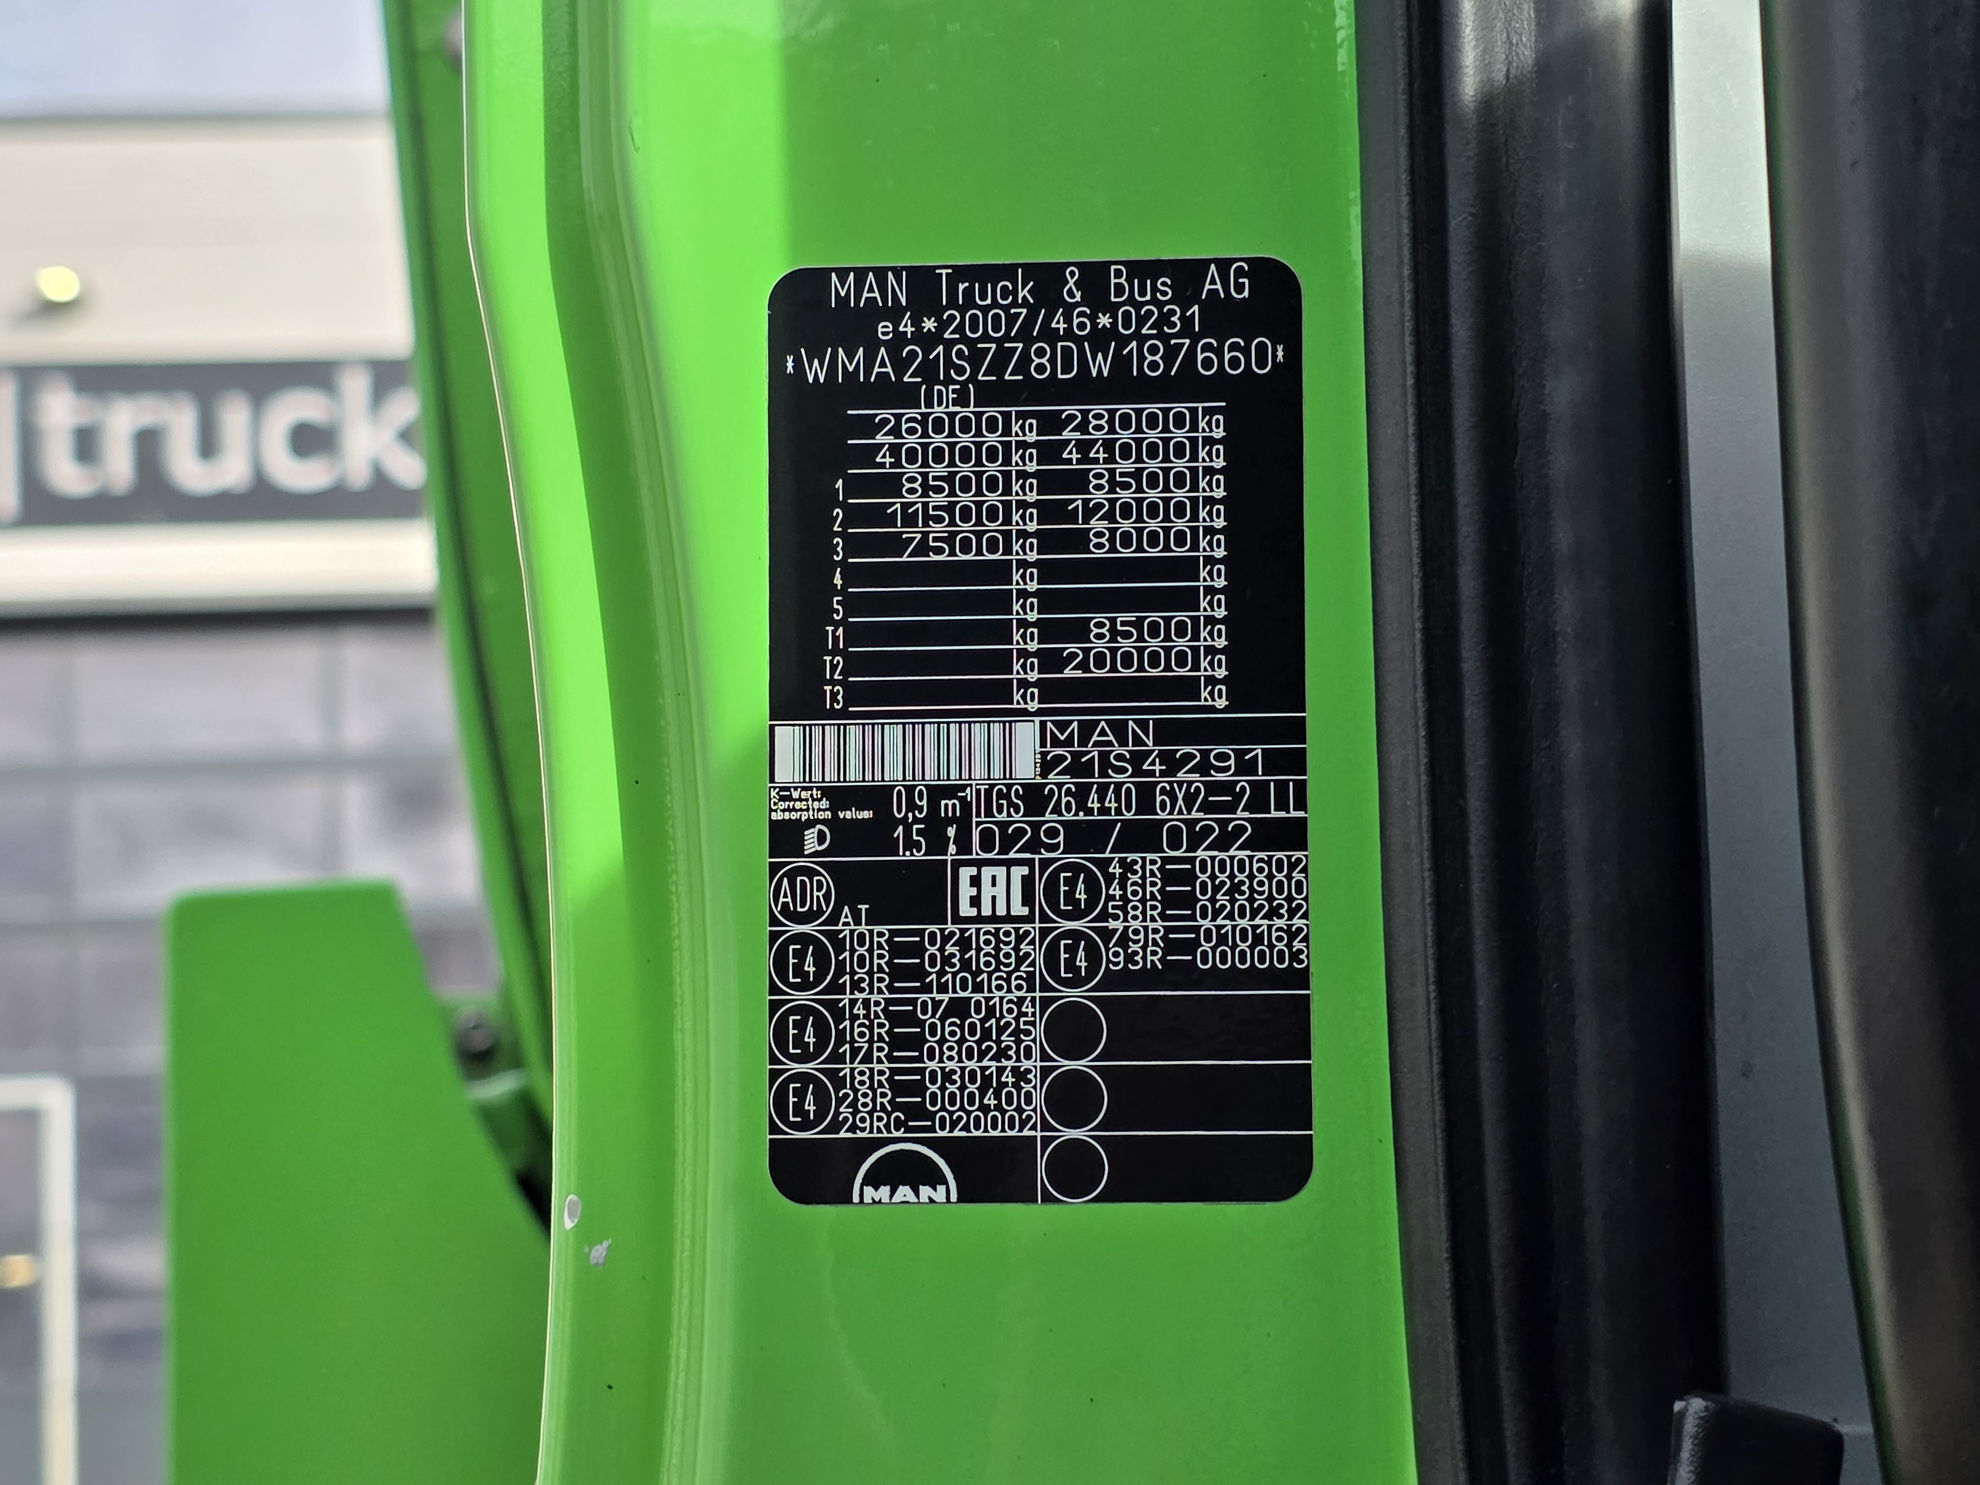 truck
MAN Truck & Bus AG
e4*2007/46*0231
*WMA21SZZ8DW187660*
(DE)
26000 kg 28000 kg
40000 kg 44000 kg
1 8500 kg 8500 kg
2 11500 kg 12000 kg
3 7500 kg 8000 kg
4 kg kg
5 kg kg
T1 kg 8500 kg
T2 kg 20000 kg
T3 kg kg
MAN
21S4291
K-Wert:
Corrected:
absorption value: 0,9 m⁻¹
TGS 26.440 6X2-2 LL
1.5 %
029 / 022
ADR AT
EAC
E4
43R-000602
46R-023900
58R-020232
E4
10R-021692
10R-031692
13R-110166
E4
79R-010162
93R-000003
E4
14R-07 0164
16R-060125
17R-080230
E4
18R-030143
28R-000400
29RC-020002
MAN